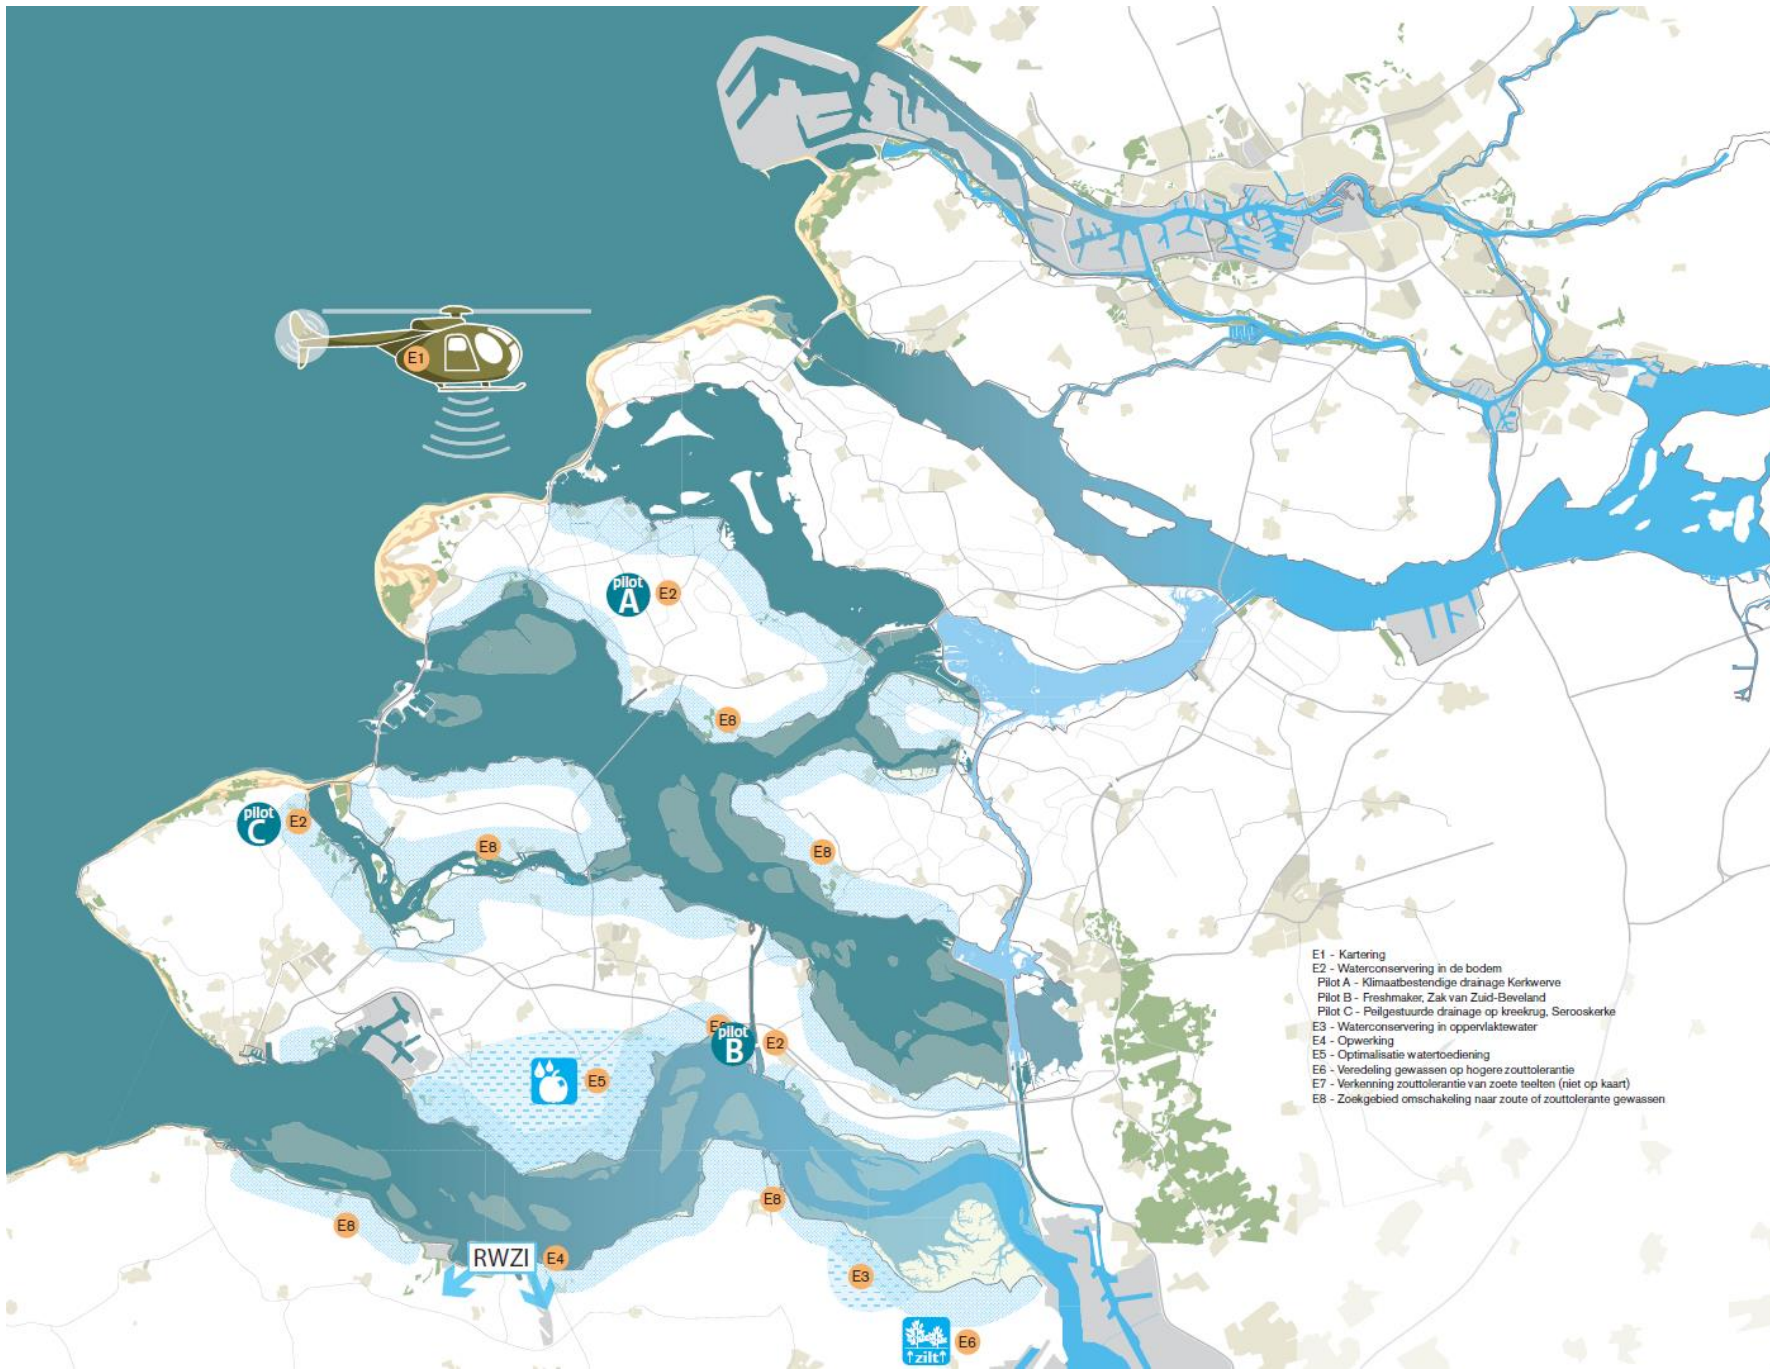 E1
pilot
A
E2
E8
pilot
C
E2
E8
E8
pilot
B
E2
E5
E8
E8
RWZI
E4
E3
↑zilt↑
E6
E1 - Kartering
E2 - Waterconservering in de bodem
Pilot A - Klimaatbestendige drainage Kerkwerve
Pilot B - Freshmaker, Zak van Zuid-Beveland
Pilot C - Peilgestuurde drainage op kreekrug, Serooskerke
E3 - Waterconservering in oppervlaktewater
E4 - Opwerking
E5 - Optimalisatie watertoediening
E6 - Veredeling gewassen op hogere zouttolerantie
E7 - Verkenning zouttolerantie van zoete teelten (niet op kaart)
E8 - Zoekgebied omschakeling naar zoute of zouttolerante gewassen